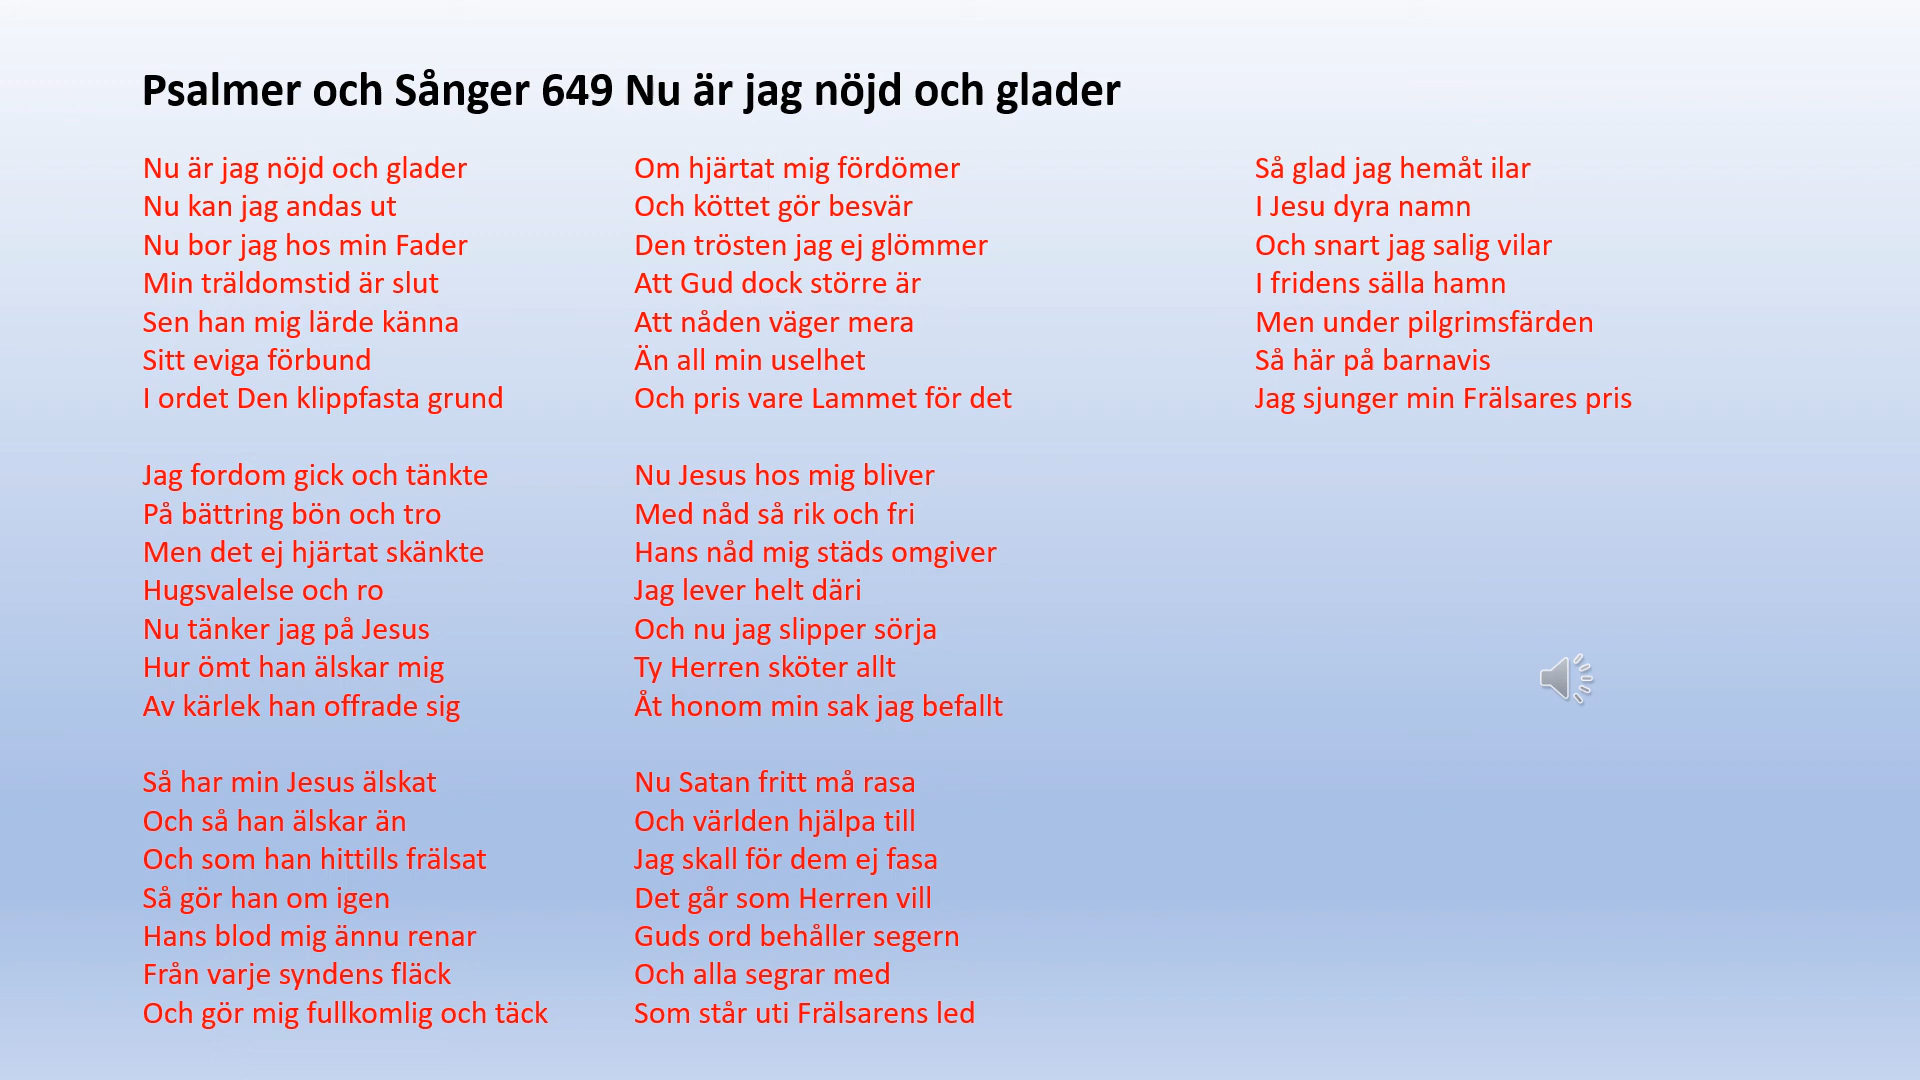 Psalmer och Sånger 649 Nu är jag nöjd och glader
Nu är jag nöjd och glader
Nu kan jag andas ut
Nu bor jag hos min Fader
Min träldomstid är slut
Sen han mig lärde känna
Sitt eviga förbund
I ordet Den klippfasta grund
Jag fordom gick och tänkte
På bättring bön och tro
Men det ej hjärtat skänkte
Hugsvalelse och ro
Nu tänker jag på Jesus
Hur ömt han älskar mig
Av kärlek han offrade sig
Så har min Jesus älskat
Och så han älskar än
Och som han hittills frälsat
Så gör han om igen
Hans blod mig ännu renar
Från varje syndens fläck
Och gör mig fullkomlig och täck
Om hjärtat mig fördömer
Och köttet gör besvär
Den trösten jag ej glömmer
Att Gud dock större är
Att nåden väger mera
Än all min uselhet
Och pris vare Lammet för det
Nu Jesus hos mig bliver
Med nåd så rik och fri
Hans nåd mig städs omgiver
Jag lever helt däri
Och nu jag slipper sörja
Ty Herren sköter allt
Åt honom min sak jag befallt
Nu Satan fritt må rasa
Och världen hjälpa till
Jag skall för dem ej fasa
Det går som Herren vill
Guds ord behåller segern
Och alla segrar med
Som står uti Frälsarens led
Så glad jag hemåt ilar
I Jesu dyra namn
Och snart jag salig vilar
I fridens sälla hamn
Men under pilgrimsfärden
Så här på barnavis
Jag sjunger min Frälsares pris